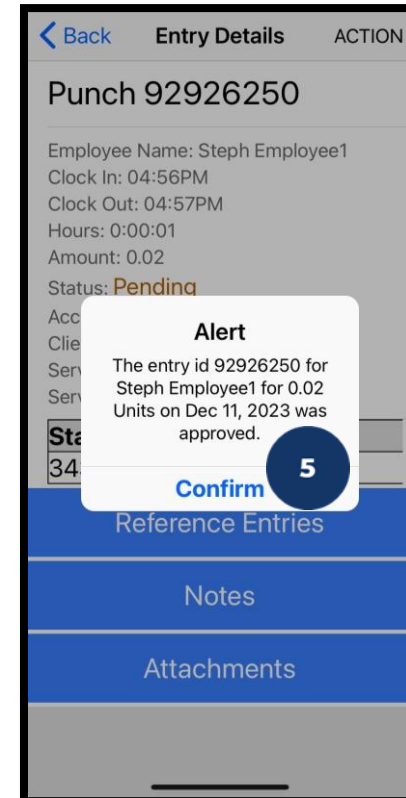 Back Entry Details ACTION
Punch 92926250
Employee Name: Steph Employee1
Clock In: 04:56PM
Clock Out: 04:57PM
Hours: 0:00:01
Amount: 0.02
Status: Pending
Alert
The entry id 92926250 for
Steph Employee1 for 0.02
Units on Dec 11, 2023 was
approved.
Confirm
5
Reference Entries
Notes
Attachments